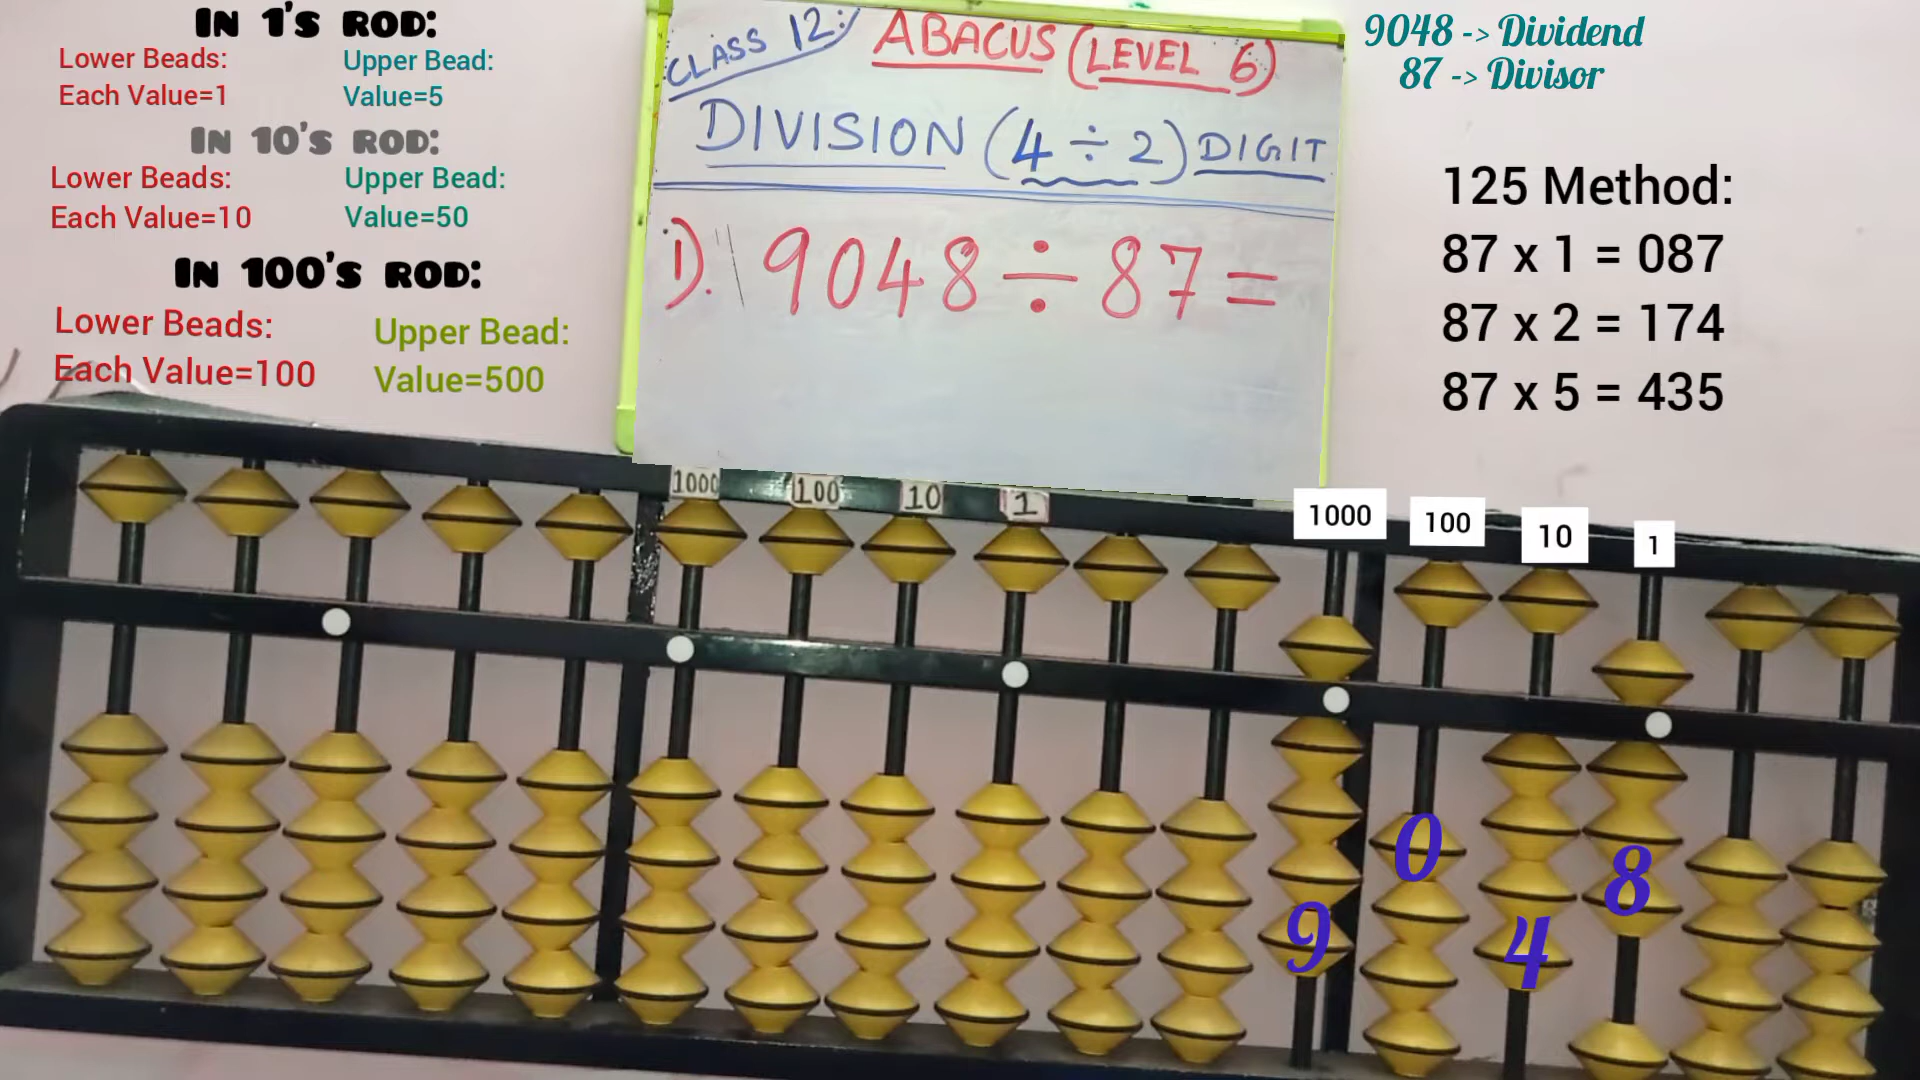 IN 1'S ROD:
Lower Beads: Upper Bead:
Each Value=1 Value=5
IN 10'S ROD:
Lower Beads: Upper Bead:
Each Value=10 Value=50
IN 100'S ROD:
Lower Beads: Upper Bead:
Each Value=100 Value=500
CLASS 12:
ABACUS (LEVEL 6)
DIVISION (4 ÷ 2) DIGIT
1). 9048 ÷ 87 =
9048 -> Dividend
87 -> Divisor
125 Method:
87 x 1 = 087
87 x 2 = 174
87 x 5 = 435
1000 100 10 1
1000 100 10 1
9 0 4 8